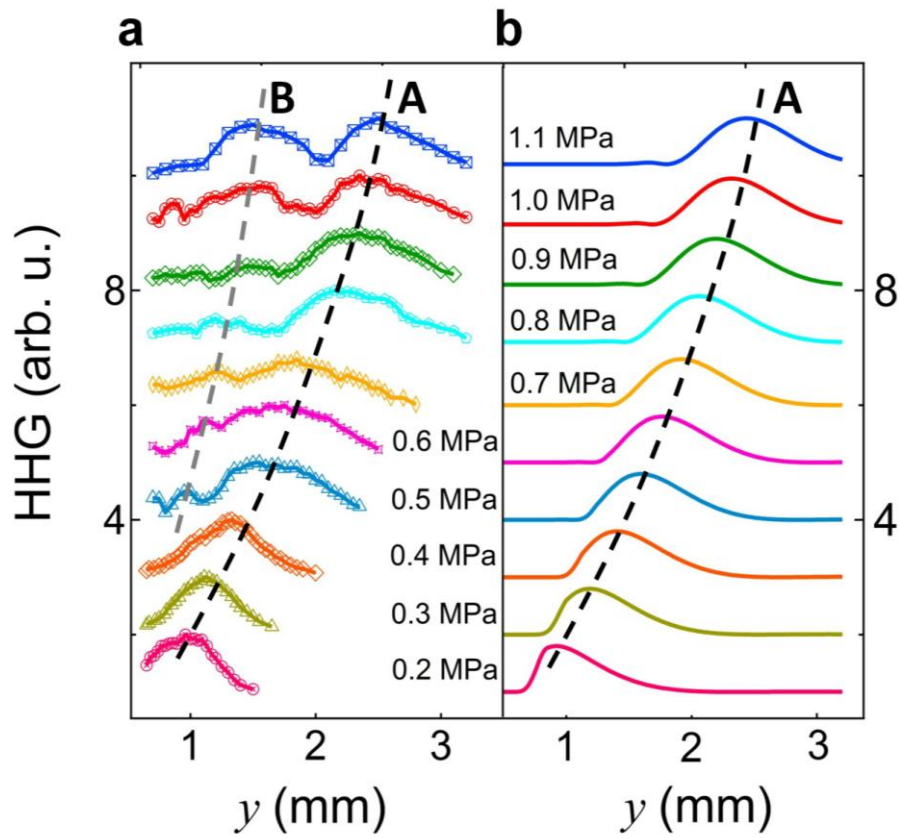 a
b
B
A
A
1.1 MPa
1.0 MPa
0.9 MPa
0.8 MPa
0.7 MPa
0.6 MPa
0.5 MPa
0.4 MPa
0.3 MPa
0.2 MPa
HHG (arb. u.)
8
4
8
4
1
2
3
1
2
3
y (mm)
y (mm)